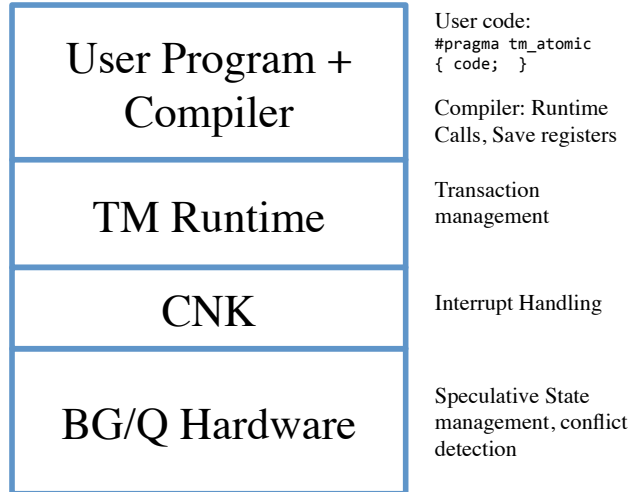 User Program +
Compiler
User code:
#pragma tm_atomic
{ code;  }
Compiler: Runtime
Calls, Save registers
TM Runtime
Transaction
management
CNK
Interrupt Handling
BG/Q Hardware
Speculative State
management, conflict
detection